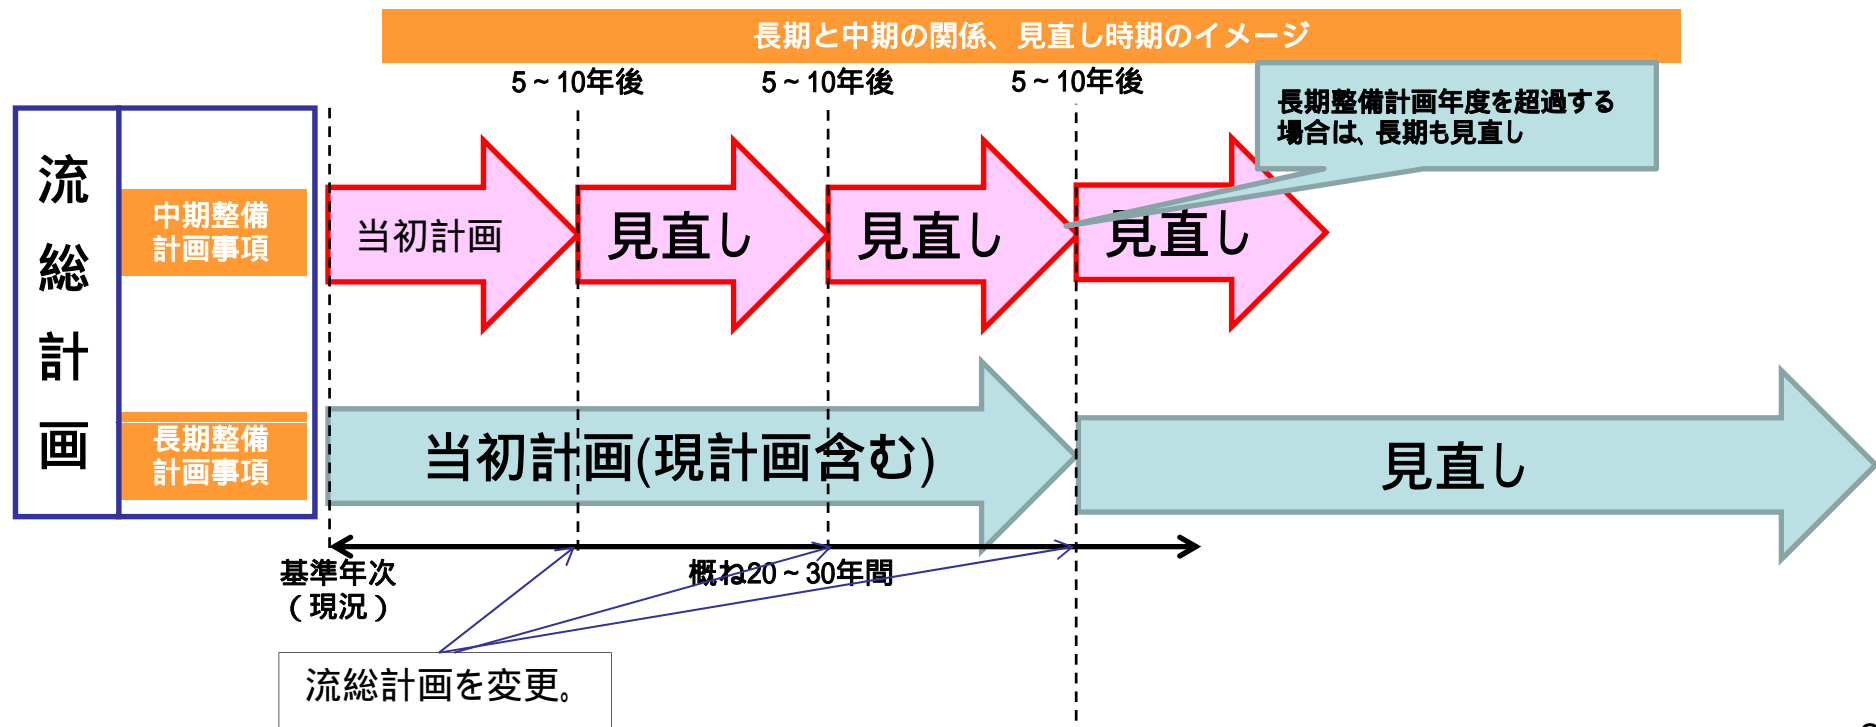 長期と中期の関係、見直し時期のイメージ
5～10年後
5～10年後
5～10年後
長期整備計画年度を超過する
場合は、長期も見直し
流総計画
中期整備
計画事項
当初計画
見直し
見直し
見直し
長期整備
計画事項
当初計画(現計画含む)
見直し
基準年次
（現況）
概ね20～30年間
流総計画を変更。